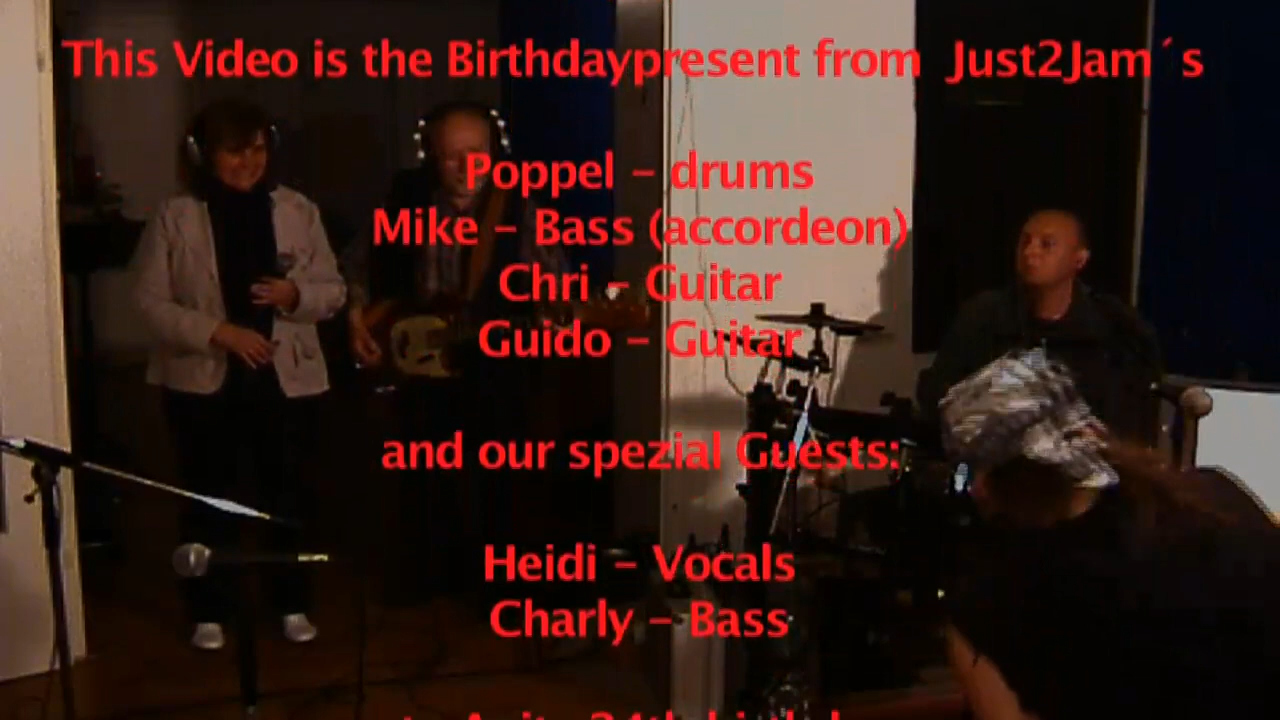 This Video is the Birthdaypresent from Just2Jam´s
Poppel – drums
Mike – Bass (accordeon)
Chri – Guitar
Guido – Guitar
and our spezial Guests:
Heidi – Vocals
Charly – Bass